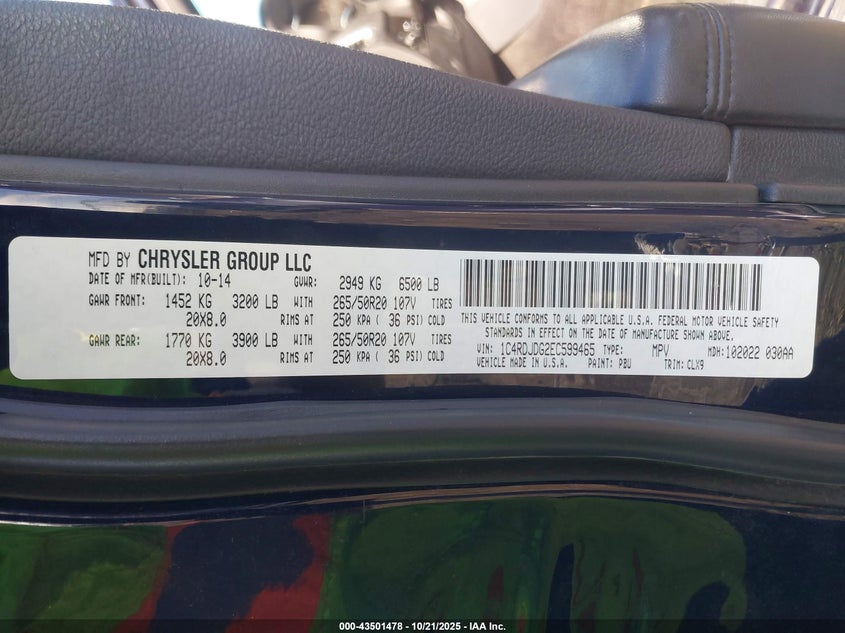 MFD BY CHRYSLER GROUP LLC
DATE OF MFR(BUILT): 10-14 GVWR: 2949 KG 6500 LB
GAWR FRONT: 1452 KG 3200 LB WITH 265/50R20 107V TIRES
20X8.0 RIMS AT 250 KPA ( 36 PSI) COLD
GAWR REAR: 1770 KG 3900 LB WITH 265/50R20 107V TIRES
20X8.0 RIMS AT 250 KPA ( 36 PSI) COLD
THIS VEHICLE CONFORMS TO ALL APPLICABLE U.S.A. FEDERAL MOTOR VEHICLE SAFETY
STANDARDS IN EFFECT ON THE DATE OF MANUFACTURE SHOWN ABOVE.
VIN: 1C4RDJDG2EC599465 TYPE: MPV MDH: 102022 030AA
VEHICLE MADE IN U.S.A. PAINT: PBU TRIM: CLX9
000-43501478 | 10/21/2025 - IAA Inc.